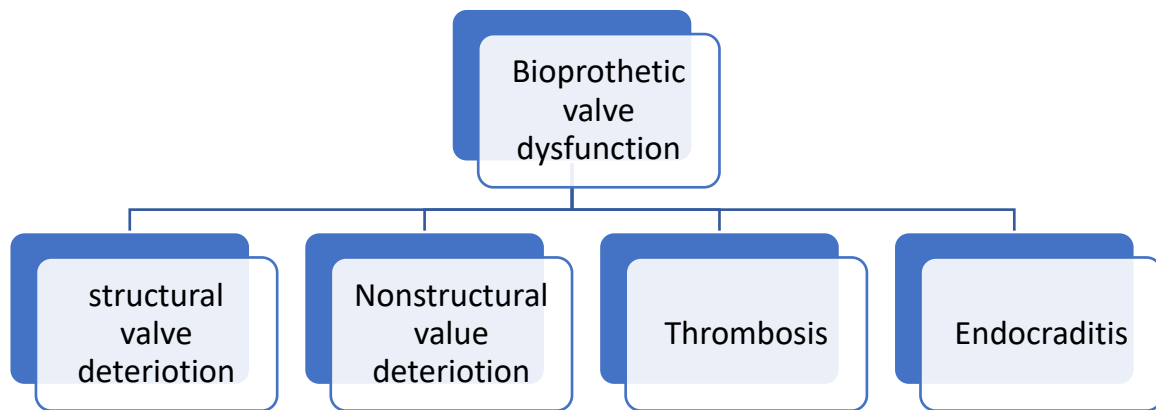 Bioprothetic
valve
dysfunction
structural
valve
deteriotion
Nonstructural
value
deteriotion
Thrombosis
Endocraditis